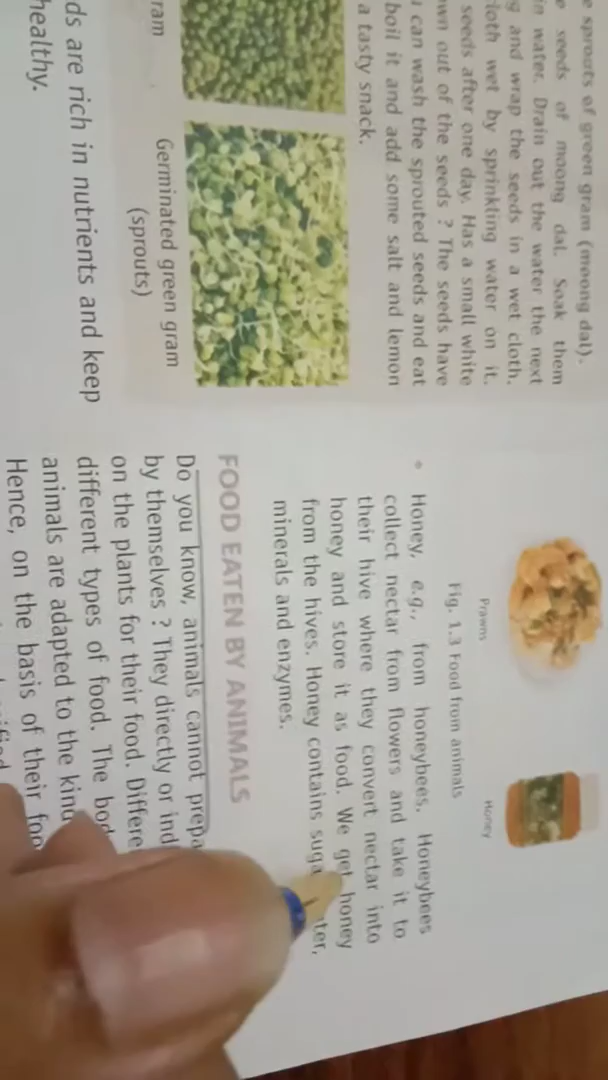 sprouts of green gram (moong dal).
seeds of moong dal. Soak them
in water. Drain out the water the next
and wrap the seeds in a wet cloth.
cloth wet by sprinkling water on it.
seeds after one day. Has a small white
out of the seeds ? The seeds have
can wash the sprouted seeds and eat
boil it and add some salt and lemon
a tasty snack.
ram
Germinated green gram
(sprouts)
ds are rich in nutrients and keep
healthy.
Prawns
Honey
Fig. 1.3 Food from animals
Honey, e.g., from honeybees. Honeybees
collect nectar from flowers and take it to
their hive where they convert nectar into
honey and store it as food. We get honey
from the hives. Honey contains
minerals and enzymes.
FOOD EATEN BY ANIMALS
Do you know, animals cannot prepa
by themselves ? They directly or ind
on the plants for their food. Differe
different types of food. The bod
animals are adapted to the kind
Hence, on the basis of their foo